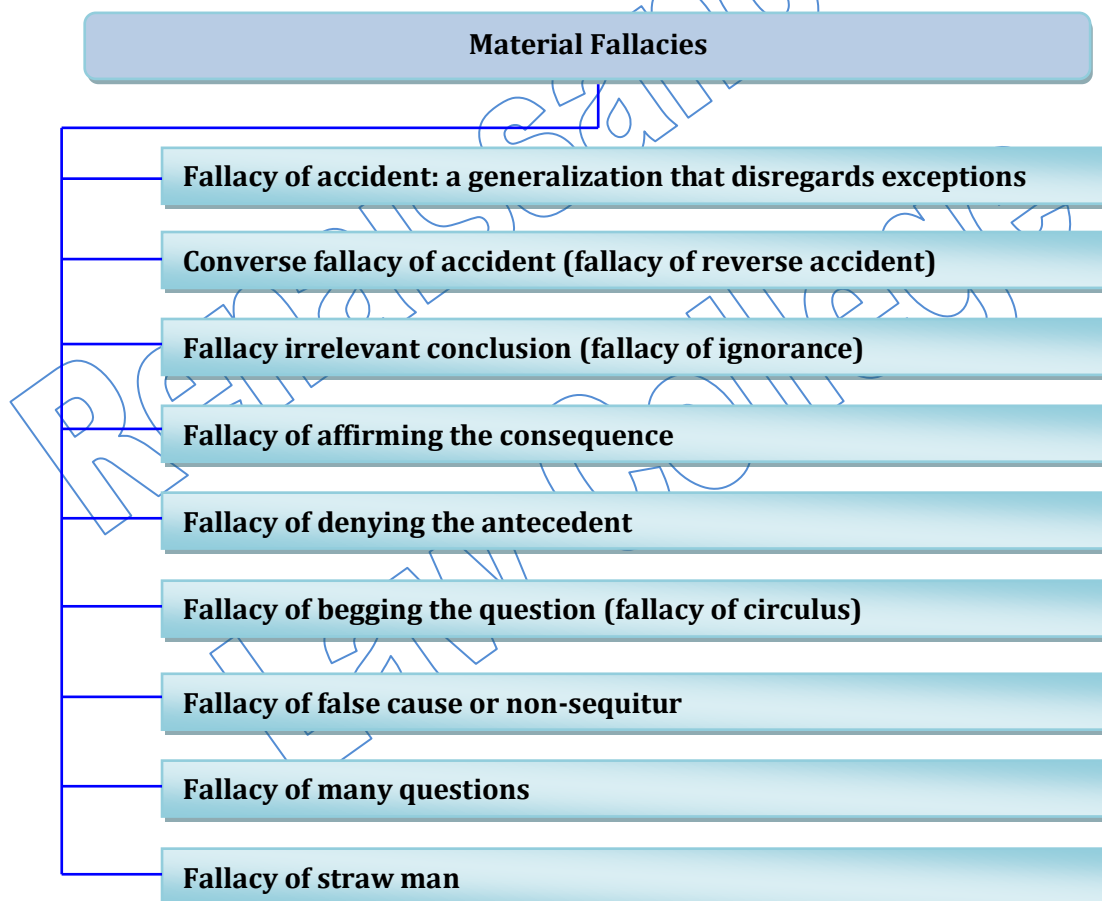 Material Fallacies
Fallacy of accident: a generalization that disregards exceptions
Converse fallacy of accident (fallacy of reverse accident)
Fallacy irrelevant conclusion (fallacy of ignorance)
Fallacy of affirming the consequence
Fallacy of denying the antecedent
Fallacy of begging the question (fallacy of circulus)
Fallacy of false cause or non-sequitur
Fallacy of many questions
Fallacy of straw man